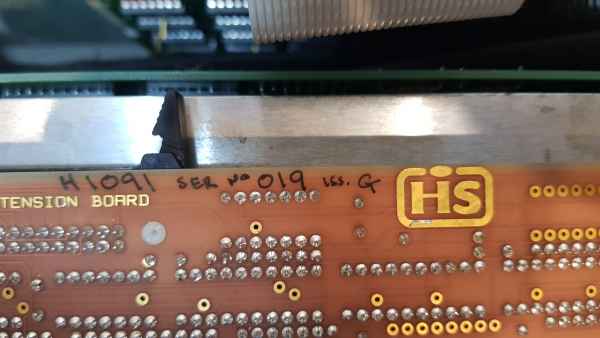 H1091 SER No 019 ISS. G
TENSION BOARD
HS